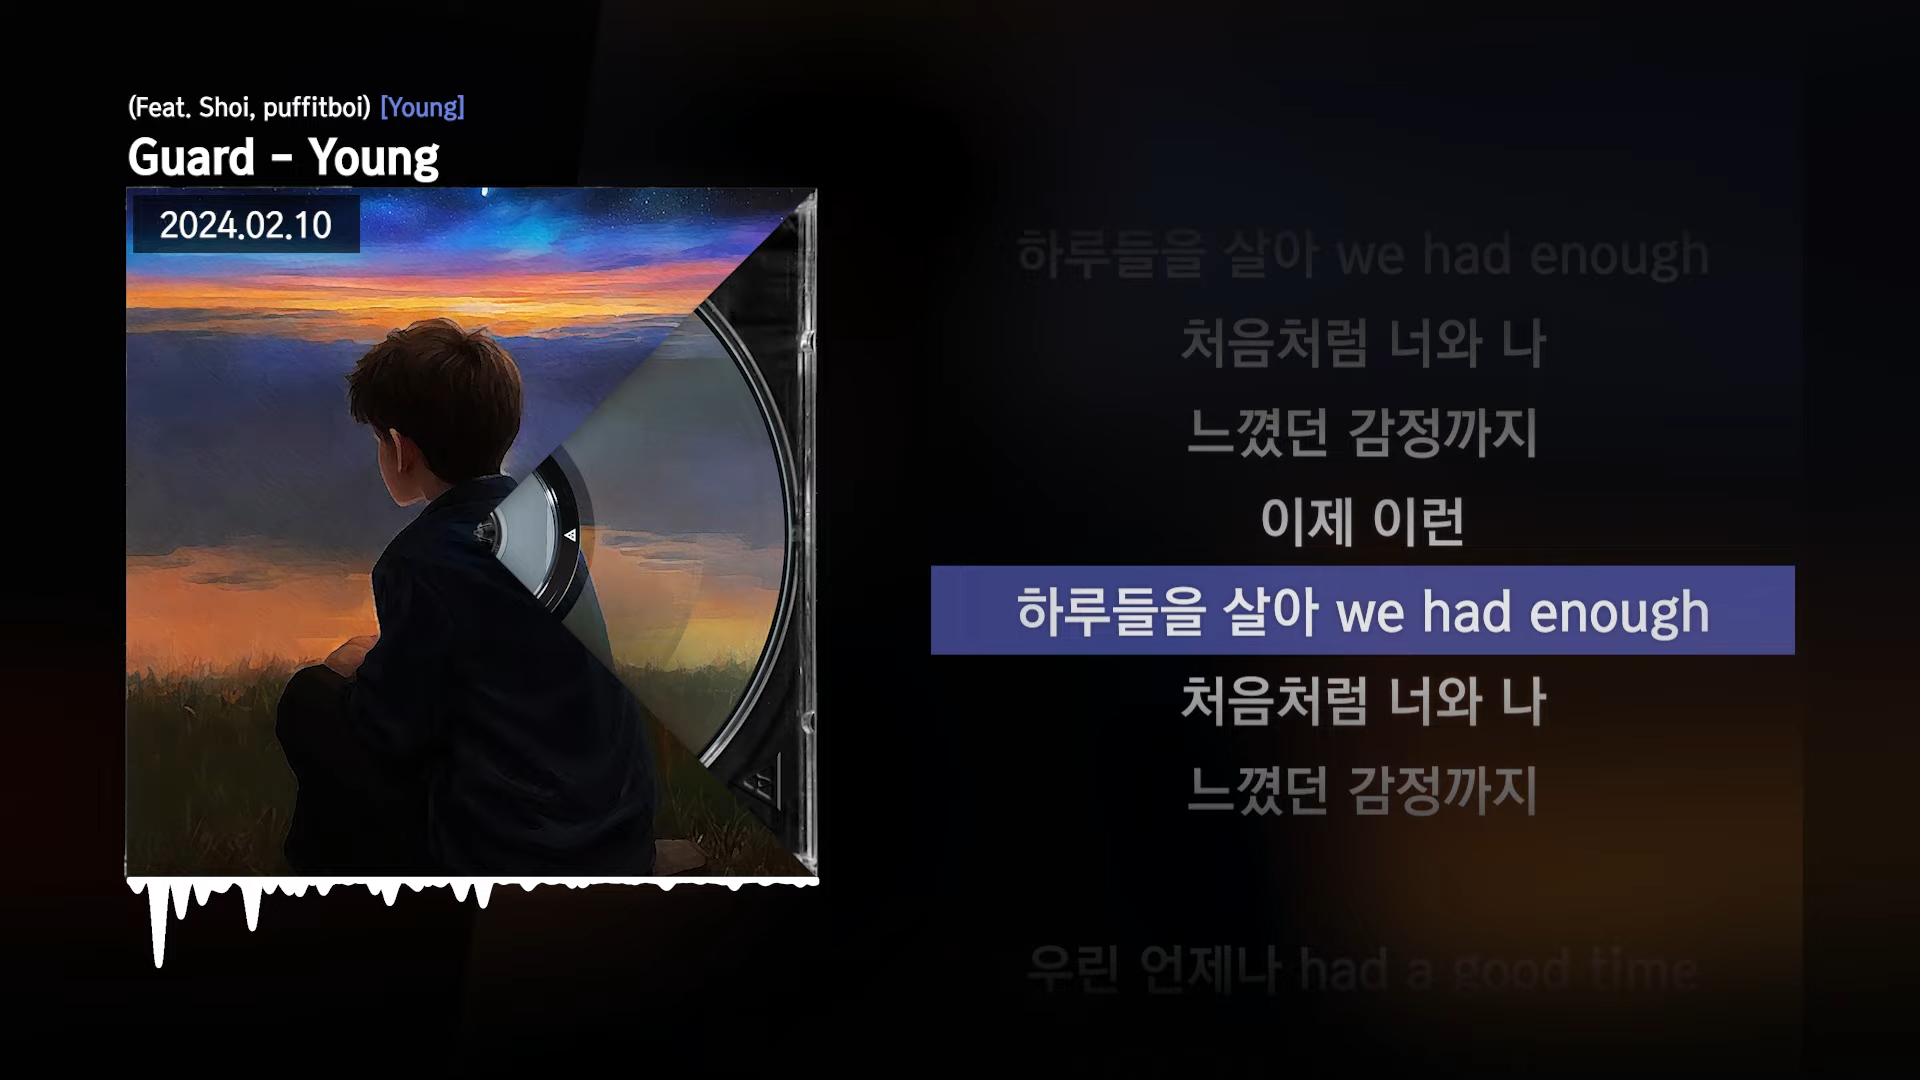 (Feat. Shoi, puffitboi) [Young]
Guard - Young
2024.02.10
하루들을 살아 we had enough
처음처럼 너와 나
느꼈던 감정까지
이제 이런
하루들을 살아 we had enough
처음처럼 너와 나
느꼈던 감정까지
우린 언제나 had a good time